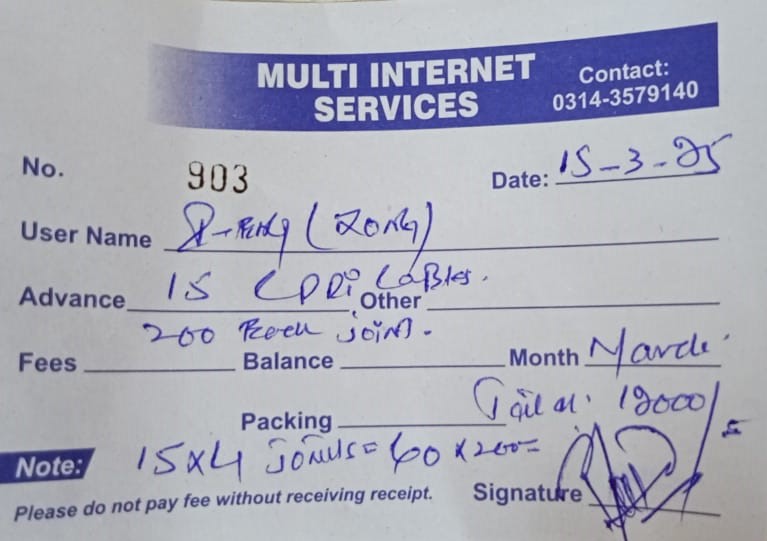 MULTI INTERNET SERVICES
Contact: 0314-3579140
No. 903
Date: 15-3-25
User Name (ZONG)
Advance 15 CPRI CaBles. Other
200 Each joint.
Fees Balance Month March
Packing 12000/
Note: 15x4 joints = 60 x 200 =
Please do not pay fee without receiving receipt. Signature